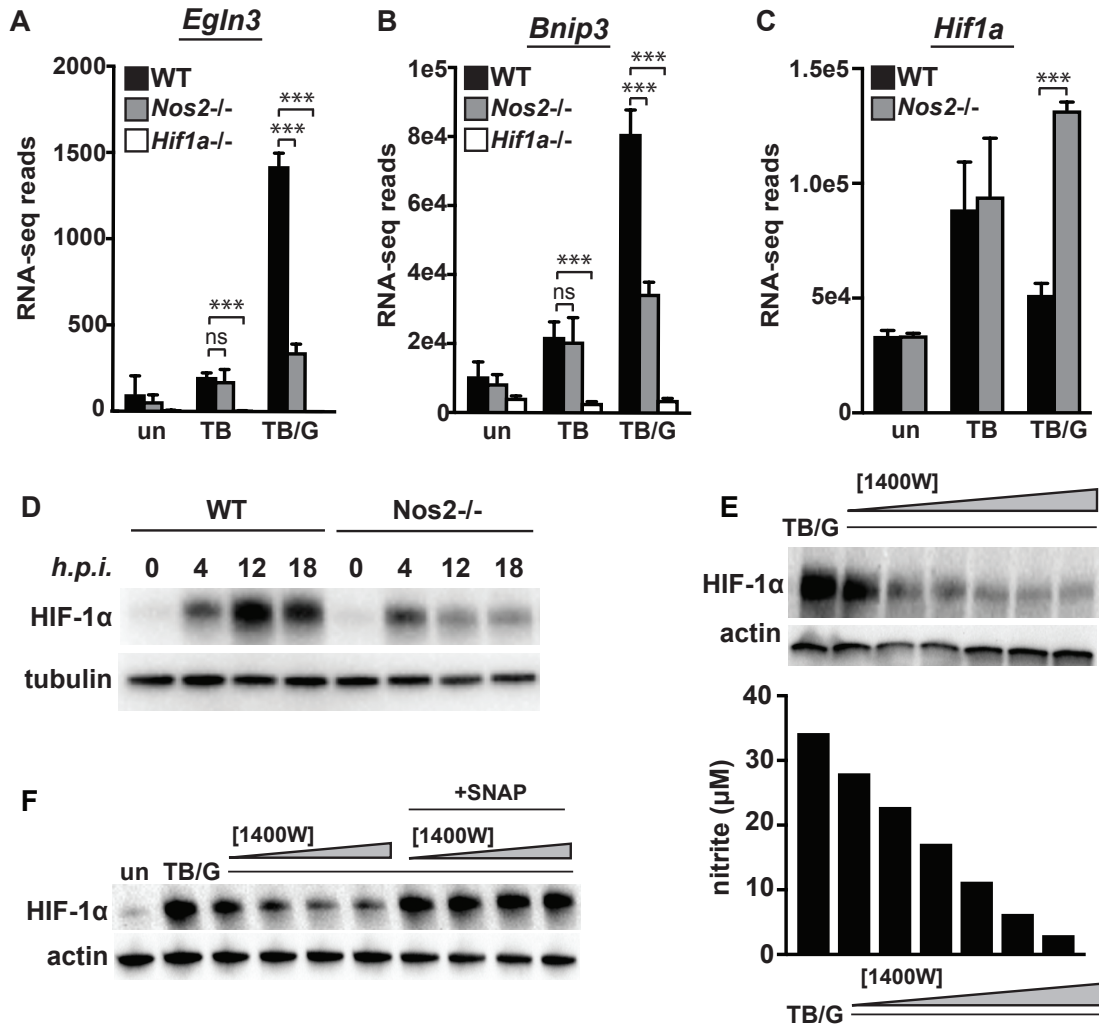 A
Egln3
WT
Nos2-/-
Hif1a-/-
RNA-seq reads
2000
1500
1000
500
0
ns
***
***
***
un TB TB/G
B
Bnip3
WT
Nos2-/-
Hif1a-/-
RNA-seq reads
1e5
8e4
6e4
4e4
2e4
0
ns
***
***
***
un TB TB/G
C
Hif1a
WT
Nos2-/-
RNA-seq reads
1.5e5
1.0e5
5e4
0
***
un TB TB/G
D
WT Nos2-/-
h.p.i. 0 4 12 18 0 4 12 18
HIF-1α
tubulin
E
[1400W]
TB/G
HIF-1α
actin
nitrite (µM)
40
30
20
10
0
[1400W]
TB/G
F
+SNAP
[1400W] [1400W]
un TB/G
HIF-1α
actin